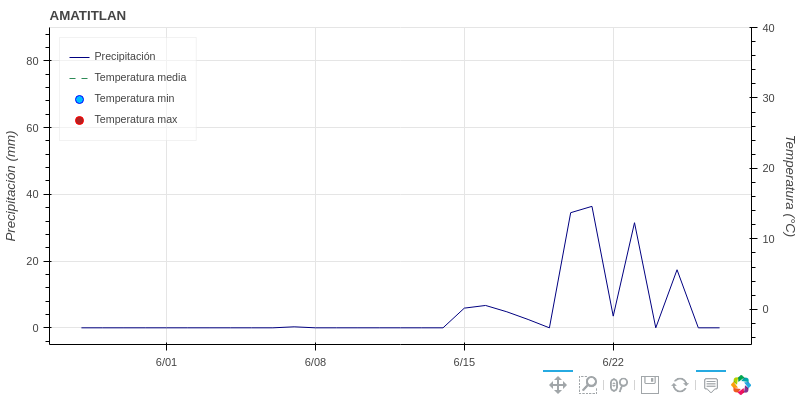 AMATITLAN
Precipitación
Temperatura media
Temperatura min
Temperatura max
Precipitación (mm)
80
60
40
20
0
Temperatura (°C)
40
30
20
10
0
6/01 6/08 6/15 6/22